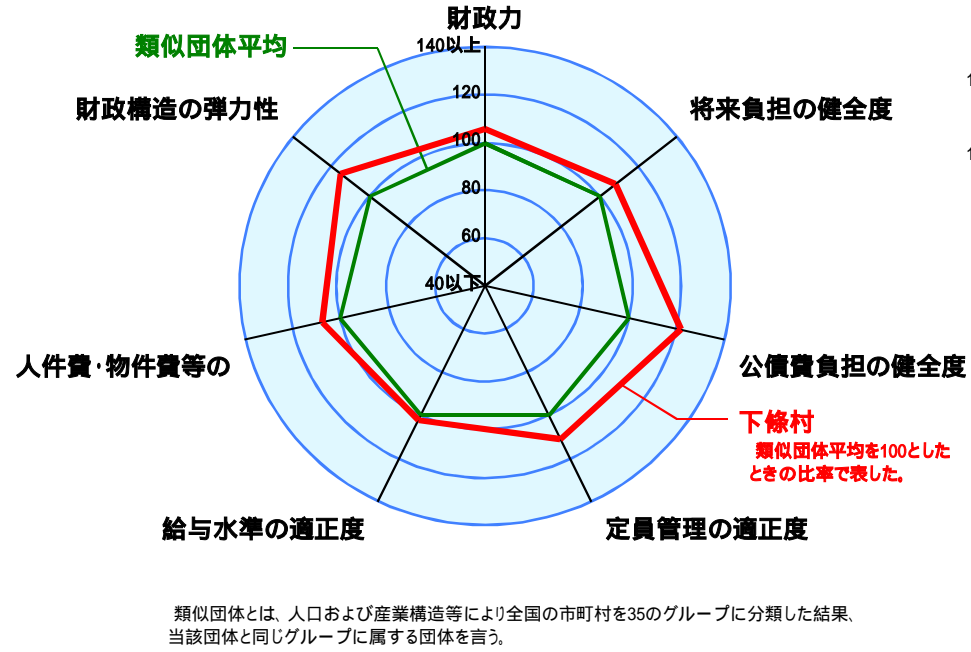 財政力
140以上
類似団体平均
120
財政構造の弾力性
将来負担の健全度
100
80
60
40以下
人件費・物件費等の
公債費負担の健全度
下條村
類似団体平均を100とした
ときの比率で表した。
給与水準の適正度
定員管理の適正度
類似団体とは、人口および産業構造等により全国の市町村を35のグループに分類した結果、
当該団体と同じグループに属する団体を言う。